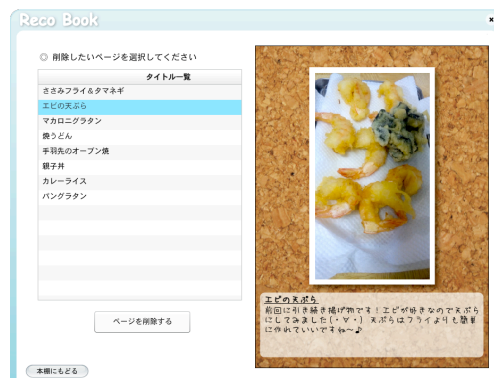 Reco Book
◎ 削除したいページを選択してください
タイトル一覧
ささみフライ＆タマネギ
エビの天ぷら
マカロニグラタン
焼うどん
手羽先のオーブン焼
親子丼
カレーライス
パングラタン
ページを削除する
本棚にもどる
エビの天ぷら
前回に引き続き揚げ物です！エビが好きなので天ぷら
にしてみました(・∀・) 天ぷらはフライよりも簡単
に作れていいですね～♪